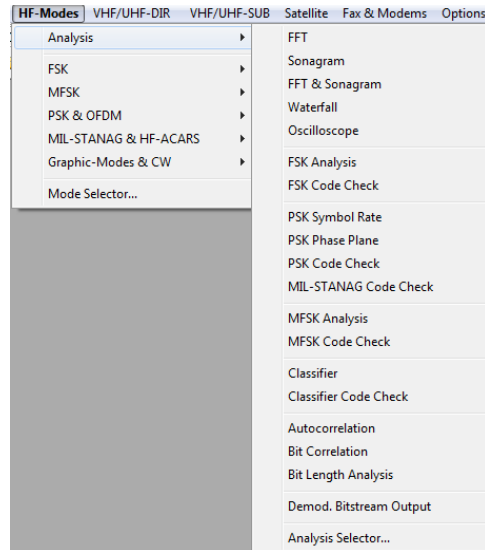 HF-Modes VHF/UHF-DIR VHF/UHF-SUB Satellite Fax & Modems Options
Analysis
FSK
MFSK
PSK & OFDM
MIL-STANAG & HF-ACARS
Graphic-Modes & CW
Mode Selector...
FFT
Sonagram
FFT & Sonagram
Waterfall
Oscilloscope
FSK Analysis
FSK Code Check
PSK Symbol Rate
PSK Phase Plane
PSK Code Check
MIL-STANAG Code Check
MFSK Analysis
MFSK Code Check
Classifier
Classifier Code Check
Autocorrelation
Bit Correlation
Bit Length Analysis
Demod. Bitstream Output
Analysis Selector...